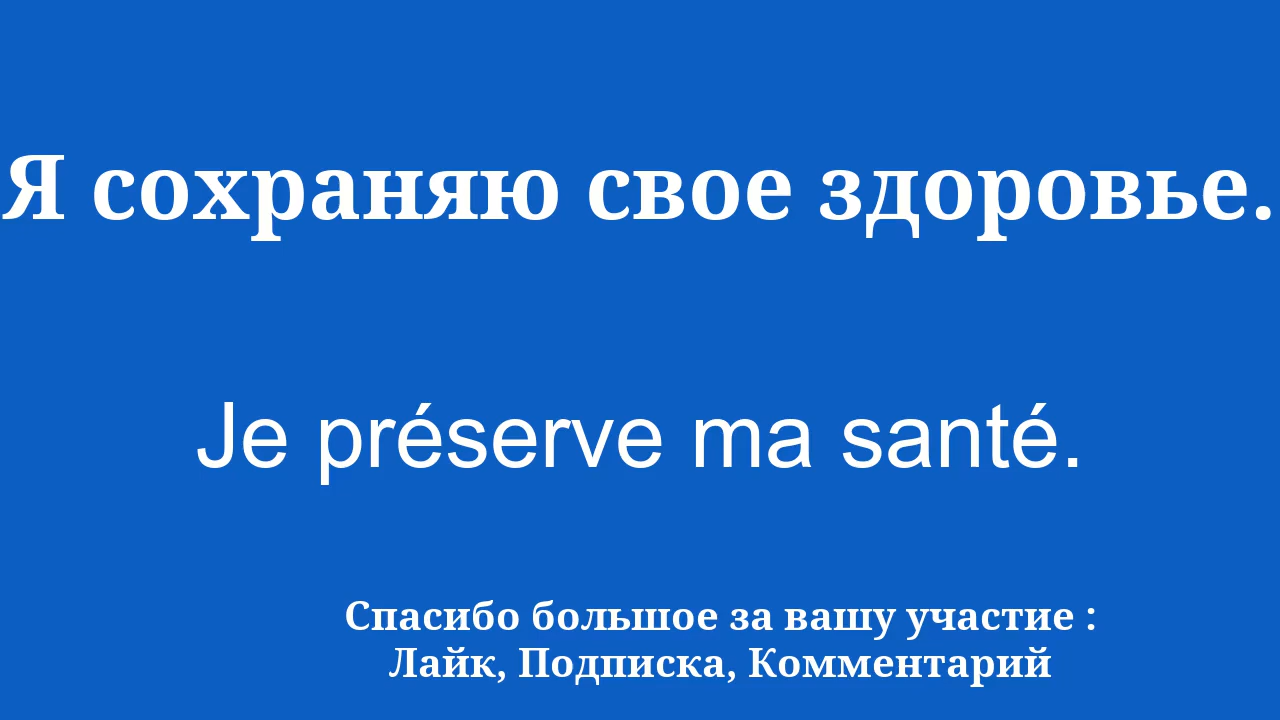 Я сохраняю свое здоровье.
Je préserve ma santé.
Спасибо большое за вашу участие :
Лайк, Подписка, Комментарий